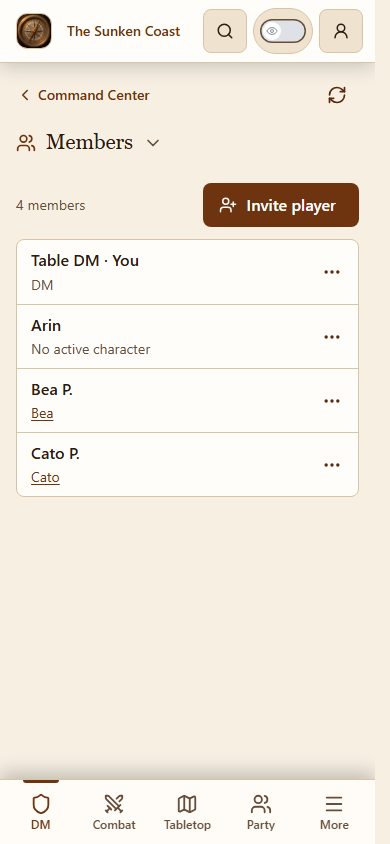 The Sunken Coast
Command Center
Members
4 members
Invite player
Table DM · You
DM
Arin
No active character
Bea P.
Bea
Cato P.
Cato
DM
Combat
Tabletop
Party
More